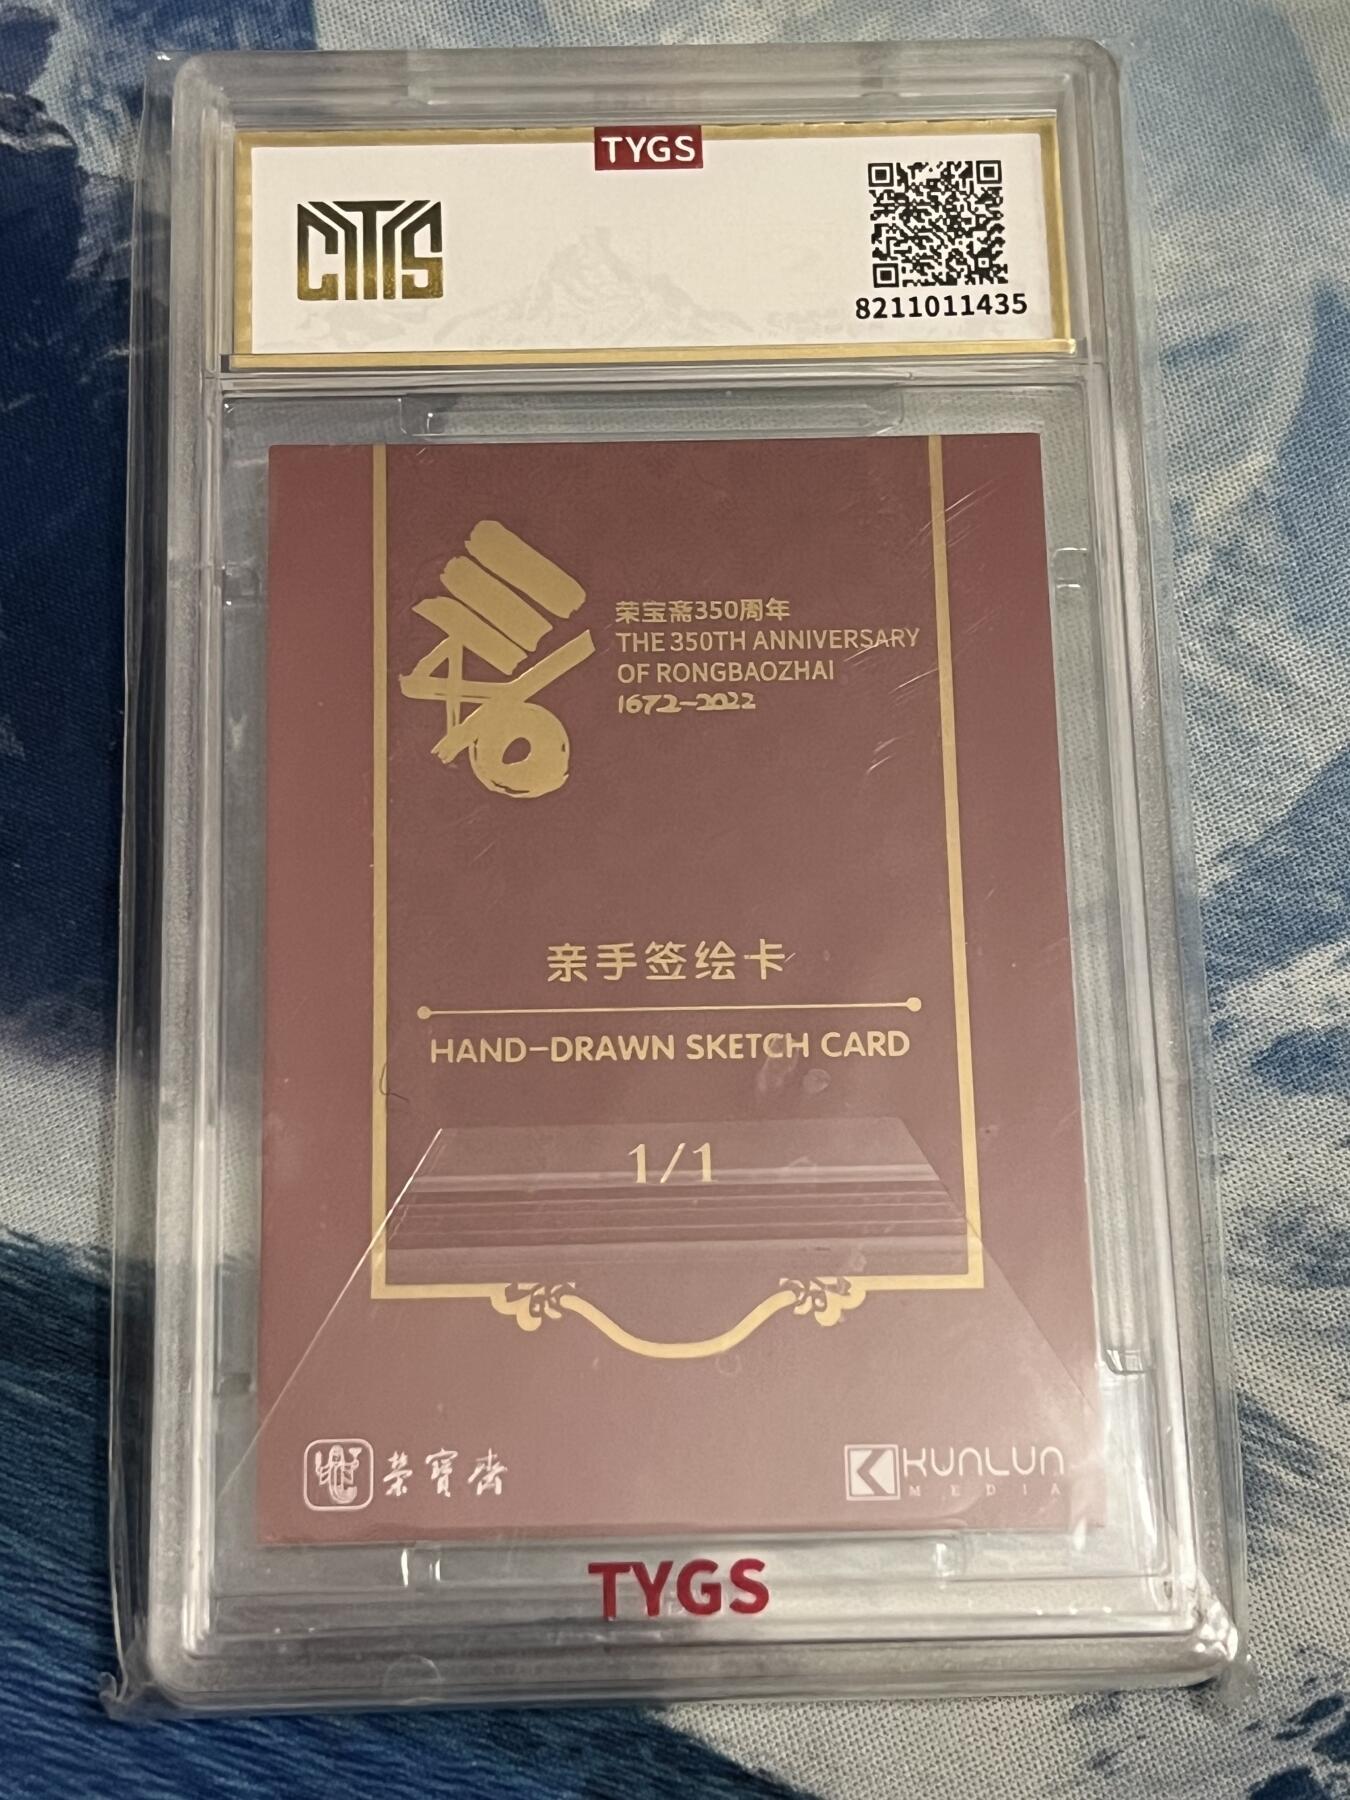 TYGS
CTTS
8211011435
荣宝斋350周年
THE 350TH ANNIVERSARY
OF RONGBAOZHAI
1672-2022
亲手签绘卡
HAND-DRAWN SKETCH CARD
1/1
榮寶齋
KUNLUN
MEDIA
TYGS